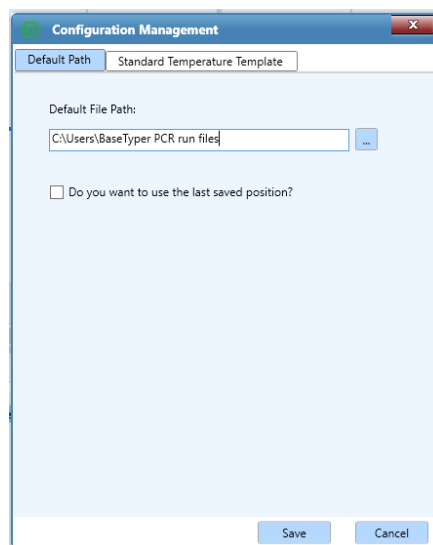 Configuration Management
x
Default Path
Standard Temperature Template
Default File Path:
C:\Users\BaseTyper PCR run files
...
Do you want to use the last saved position?
Save
Cancel